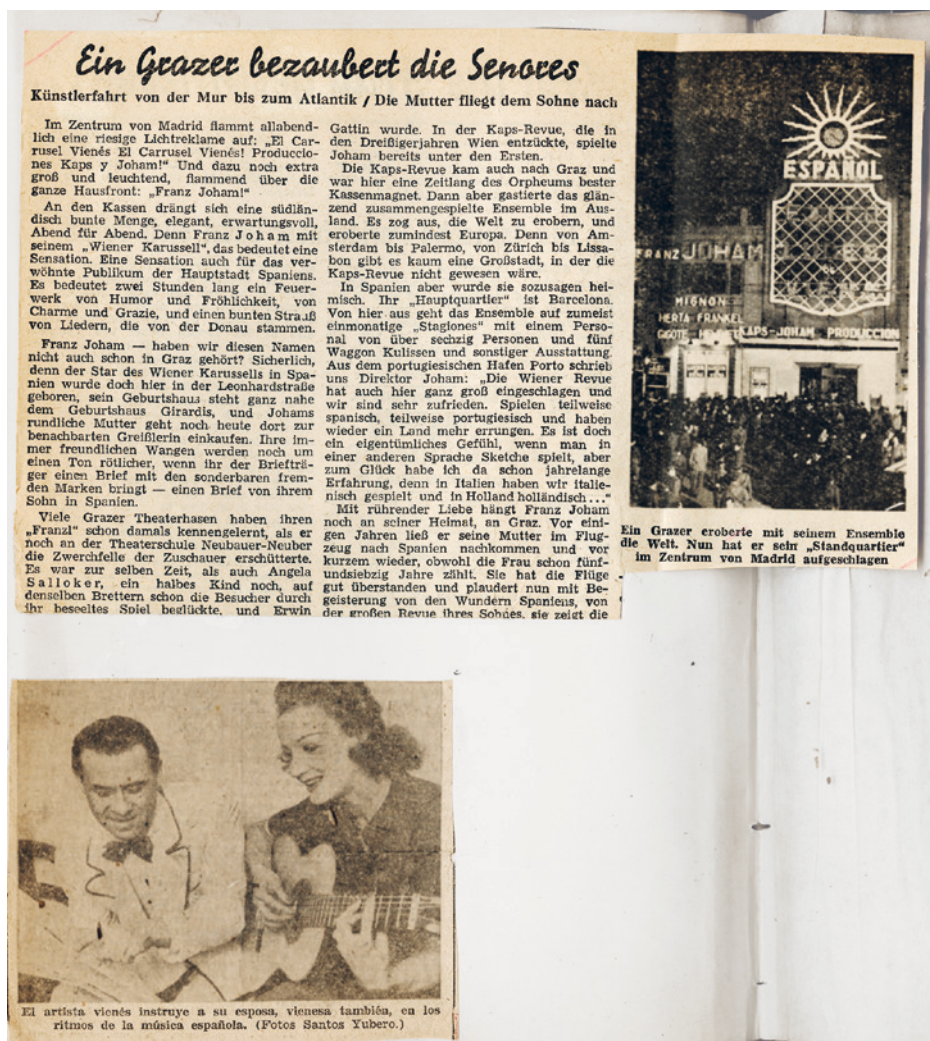 Ein Grazer bezaubert die Senores
Künstlerfahrt von der Mur bis zum Atlantik / Die Mutter fliegt dem Sohne nach
Im Zentrum von Madrid flammt allabend-
lich eine riesige Lichtreklame auf: „El Car-
rusel Vienés El Carrusel Vienés! Produccio-
nes Kaps y Joham!“ Und dazu noch extra
groß und leuchtend, flammend über die
ganze Hausfront: „Franz Joham!“
An den Kassen drängt sich eine südlän-
disch bunte Menge, elegant, erwartungsvoll,
Abend für Abend. Denn Franz Joham mit
seinem „Wiener Karussell“, das bedeutet eine
Sensation. Eine Sensation auch für das ver-
wöhnte Publikum der Hauptstadt Spaniens.
Es bedeutet zwei Stunden lang ein Feuer-
werk von Humor und Fröhlichkeit, von
Charme und Grazie, und einen bunten Strauß
von Liedern, die von der Donau stammen.
Franz Joham — haben wir diesen Namen
nicht auch schon in Graz gehört? Sicherlich,
denn der Star des Wiener Karussells in Spa-
nien wurde doch hier in der Leonhardstraße
geboren, sein Geburtshaus steht ganz nahe
dem Geburtshaus Girardis, und Johams
rundliche Mutter geht noch heute dort zur
benachbarten Greißlerin einkaufen. Ihre im-
mer freundlichen Wangen werden noch um
einen Ton rötlicher, wenn ihr der Briefträ-
ger einen Brief mit den sonderbaren frem-
den Marken bringt — einen Brief von ihrem
Sohn in Spanien.
Viele Grazer Theaterhasen haben ihren
„Franzl“ schon damals kennengelernt, als er
noch an der Theaterschule Neubauer-Neuber
die Zwerchfelle der Zuschauer erschütterte.
Es war zur selben Zeit, als auch Angela
Salloker, ein halbes Kind noch, auf
denselben Brettern schon die Besucher durch
ihr beseeltes Spiel beglückte, und Erwin
Gattin wurde. In der Kaps-Revue, die in
den Dreißigerjahren Wien entzückte, spielte
Joham bereits unter den Ersten.
Die Kaps-Revue kam auch nach Graz und
war hier eine Zeitlang des Orpheums bester
Kassenmagnet. Dann aber gastierte das glän-
zend zusammengespielte Ensemble im Aus-
land. Es zog aus, die Welt zu erobern, und
eroberte zumindest Europa. Denn von Am-
sterdam bis Palermo, von Zürich bis Lissa-
bon gibt es kaum eine Großstadt, in der die
Kaps-Revue nicht gewesen wäre.
In Spanien aber wurde sie sozusagen hei-
misch. Ihr „Hauptquartier“ ist Barcelona.
Von hier aus geht das Ensemble auf zumeist
einmonatige „Stagiones“ mit einem Perso-
nal von über sechzig Personen und fünf
Waggon Kulissen und sonstiger Ausstattung.
Aus dem portugiesischen Hafen Porto schrieb
uns Direktor Joham: „Die Wiener Revue
hat auch hier ganz groß eingeschlagen und
wir sind sehr zufrieden. Spielen teilweise
spanisch, teilweise portugiesisch und haben
wieder ein Land mehr errungen. Es ist doch
ein eigentümliches Gefühl, wenn man in
einer anderen Sprache Sketche spielt, aber
zum Glück habe ich da schon jahrelange
Erfahrung, denn in Italien haben wir italie-
nisch gespielt und in Holland holländisch ...“
Mit rührender Liebe hängt Franz Joham
noch an seiner Heimat, an Graz. Vor eini-
gen Jahren ließ er seine Mutter im Flug-
zeug nach Spanien nachkommen und vor
kurzem wieder, obwohl die Frau schon fünf-
undsiebzig Jahre zählt. Sie hat die Flüge
gut überstanden und plaudert nun mit Be-
geisterung von den Wundern Spaniens, von
der großen Revue ihres Sohnes, sie zeigt die
ESPAÑOL
FRANZ JOHAM
MIGNON
HERTA FRANKEL
KAPS-JOHAM PRODUCCION
Ein Grazer eroberte mit seinem Ensemble
die Welt. Nun hat er sein „Standquartier“
im Zentrum von Madrid aufgeschlagen
El artista vienés instruye a su esposa, vienesa también, en los
ritmos de la música española. (Fotos Santos Yubero.)